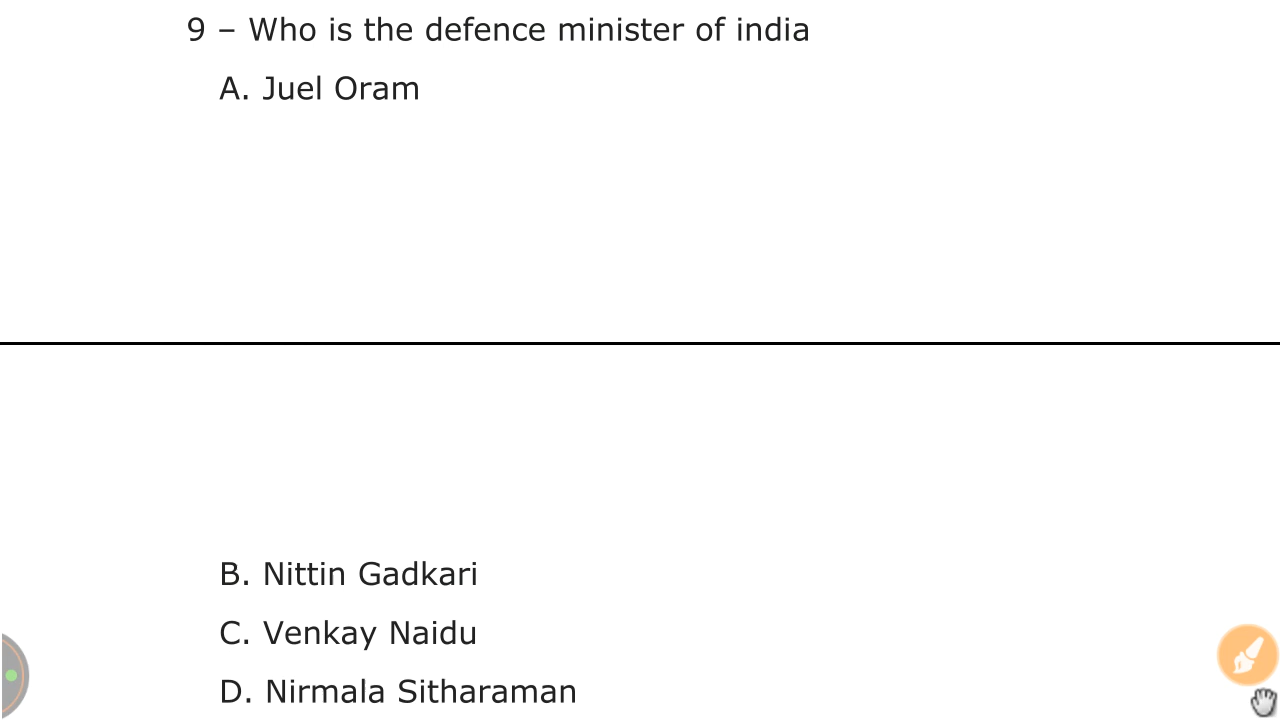 9 – Who is the defence minister of india
A. Juel Oram
B. Nittin Gadkari
C. Venkay Naidu
D. Nirmala Sitharaman